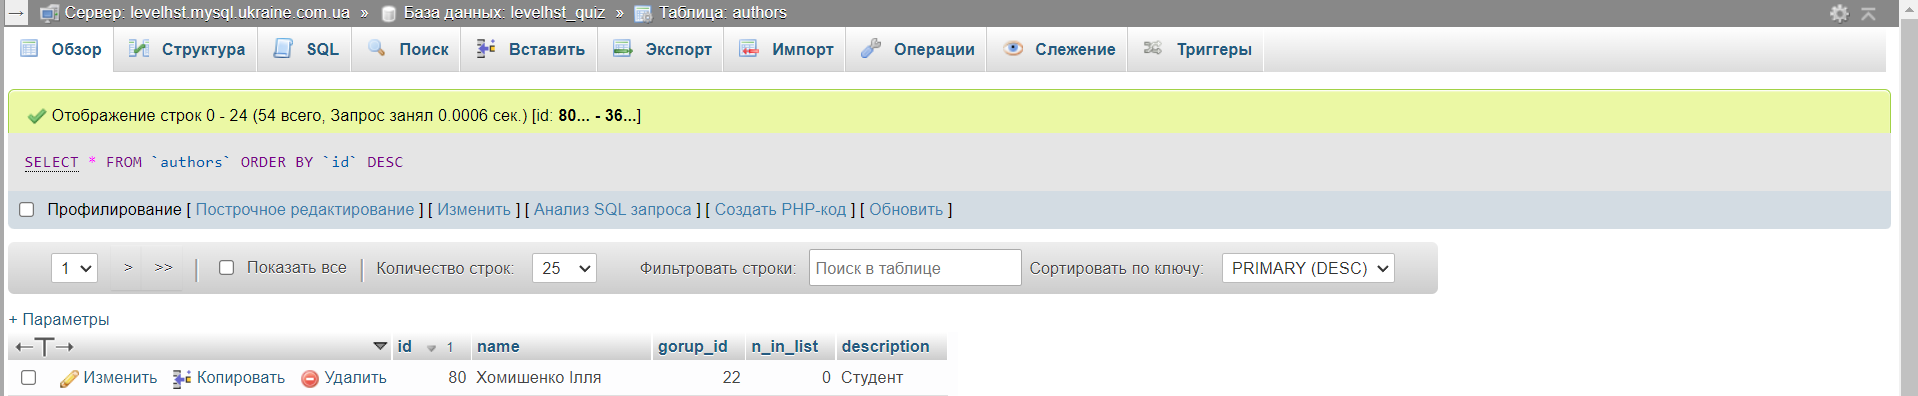 Сервер: levelhst.mysql.ukraine.com.ua » База данных: levelhst_quiz » Таблица: authors
Обзор Структура SQL Поиск Вставить Экспорт Импорт Операции Слежение Триггеры
Отображение строк 0 - 24 (54 всего, Запрос занял 0.0006 сек.) [id: 80... - 36...]
SELECT * FROM `authors` ORDER BY `id` DESC
Профилирование [ Построчное редактирование ] [ Изменить ] [ Анализ SQL запроса ] [ Создать PHP-код ] [ Обновить ]
1 > >> | Показать все | Количество строк: 25 Фильтровать строки: Поиск в таблице Сортировать по ключу: PRIMARY (DESC)
+ Параметры
←T→ id 1 name gorup_id n_in_list description
Изменить Копировать Удалить 80 Хомишенко Ілля 22 0 Студент